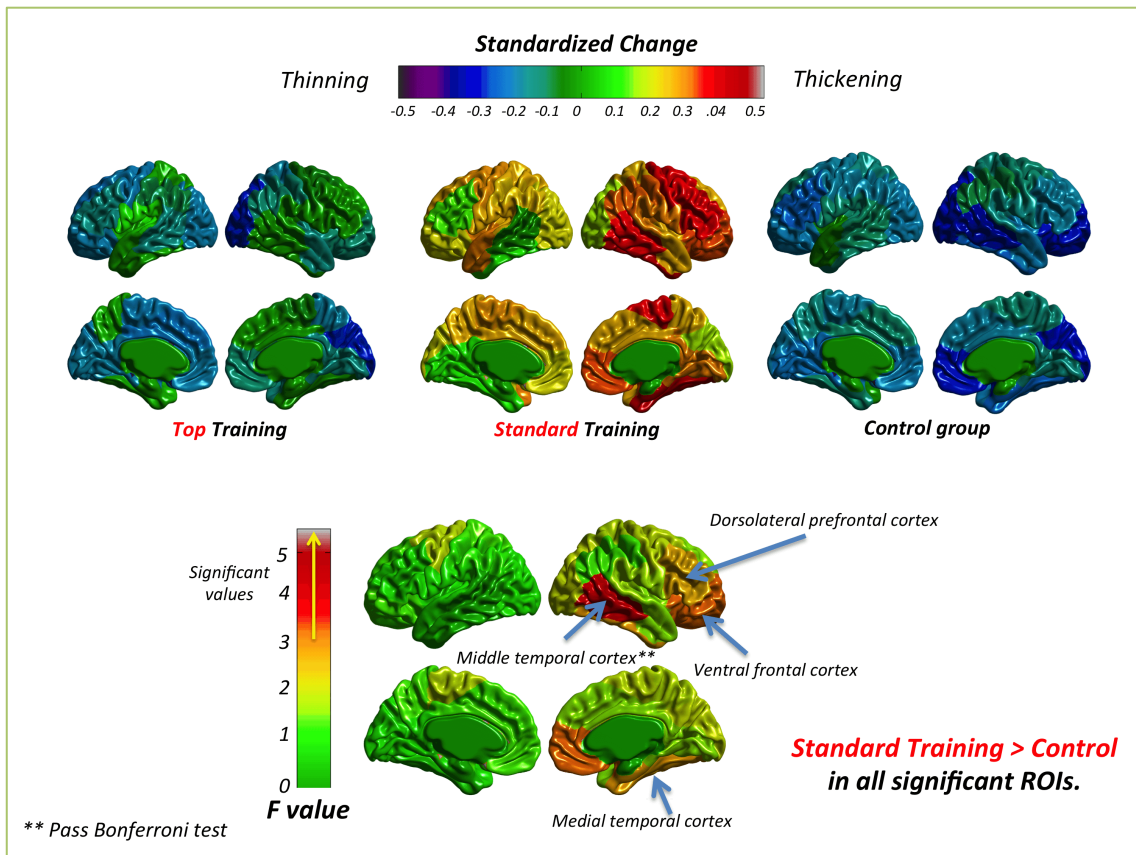 Standardized Change
Thinning
Thickening
-0.5 -0.4 -0.3 -0.2 -0.1 0 0.1 0.2 0.3 .04 0.5
Top Training
Standard Training
Control group
Dorsolateral prefrontal cortex
Significant
values
5
4
3
2
1
0
F value
Middle temporal cortex**
Ventral frontal cortex
Standard Training > Control
in all significant ROIs.
Medial temporal cortex
** Pass Bonferroni test